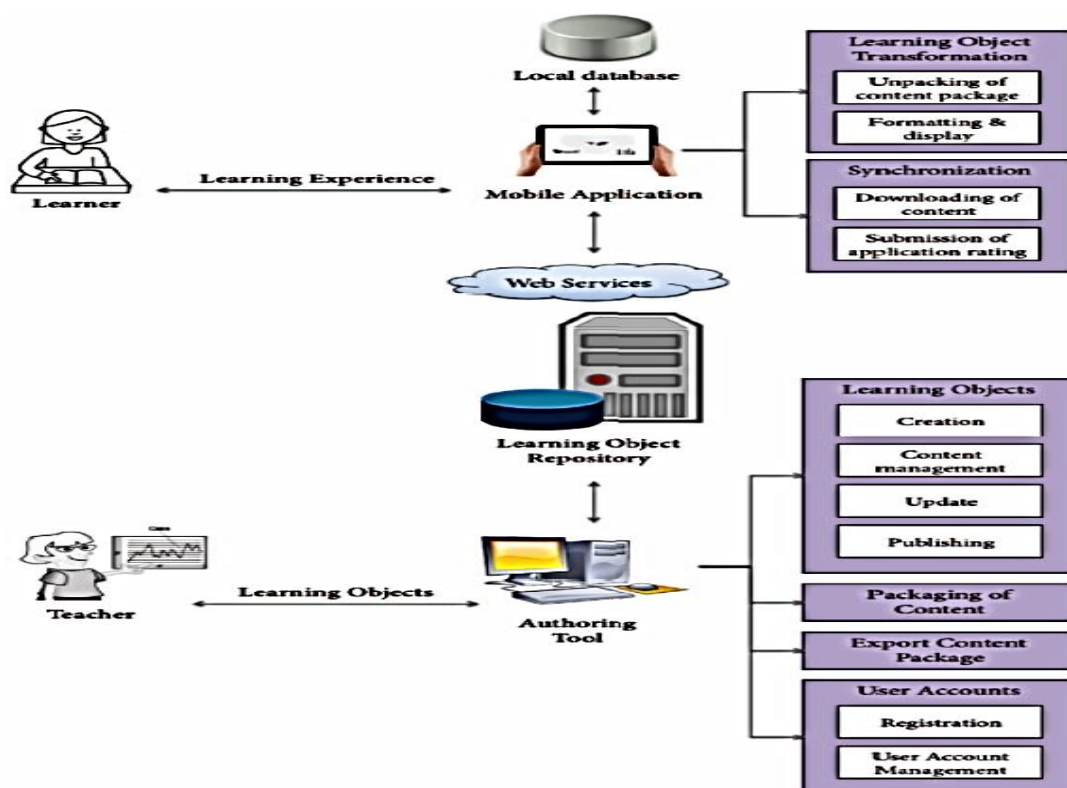 Local database
Learner
Learning Experience
Mobile Application
Learning Object
Transformation
Unpacking of
content package
Formatting &
display
Synchronization
Downloading of
content
Submission of
application rating
Web Services
Learning Object
Repository
Teacher
Learning Objects
Authoring
Tool
Learning Objects
Creation
Content
management
Update
Publishing
Packaging of
Content
Export Content
Package
User Accounts
Registration
User Account
Management